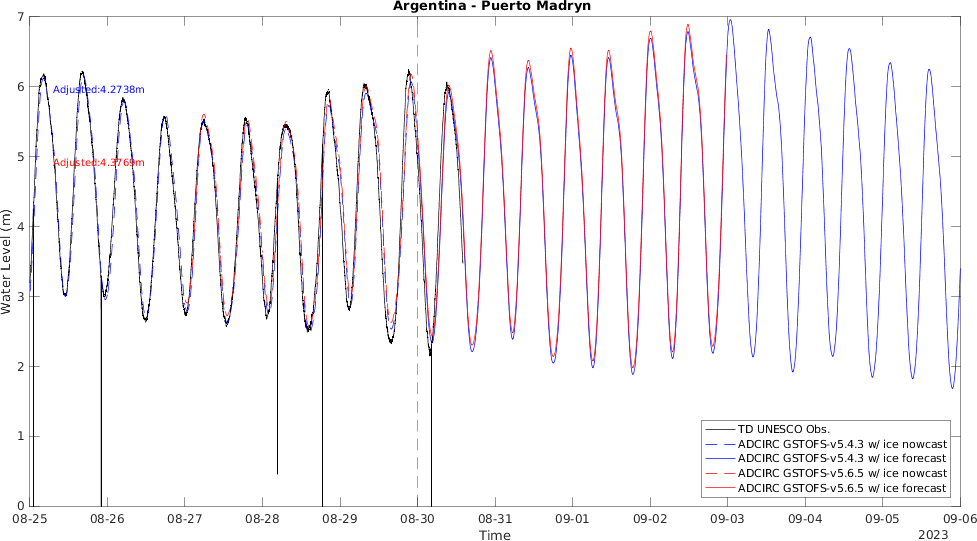 Argentina - Puerto Madryn
7
6
5
4
3
2
1
0
Water Level (m)
Adjusted:4.2738m
Adjusted:4.3769m
TD UNESCO Obs.
ADCIRC GSTOFS-v5.4.3 w/ ice nowcast
ADCIRC GSTOFS-v5.4.3 w/ ice forecast
ADCIRC GSTOFS-v5.6.5 w/ ice nowcast
ADCIRC GSTOFS-v5.6.5 w/ ice forecast
08-25 08-26 08-27 08-28 08-29 08-30 08-31 09-01 09-02 09-03 09-04 09-05 09-06
Time
2023